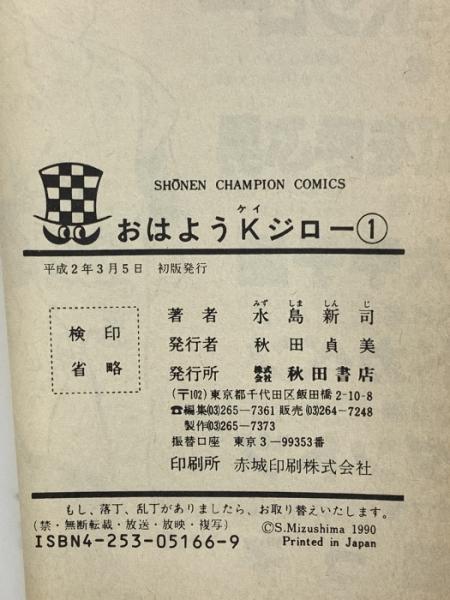 SHŌNEN CHAMPION COMICS
おはようKケイジロー①
平成2年3月5日 初版発行
検印
省略
著者 水みず島しま新しん司じ
発行者 秋田貞美
発行所 株式会社 秋田書店
(〒102)東京都千代田区飯田橋2-10-8
☎編集(03)265-7361 販売(03)264-7248
製作(03)265-7373
振替口座 東京3-99353番
印刷所 赤城印刷株式会社
もし、落丁、乱丁がありましたら、お取り替えいたします。
(禁・無断転載・放送・放映・複写)
ISBN4-253-05166-9
©S.Mizushima 1990
Printed in Japan